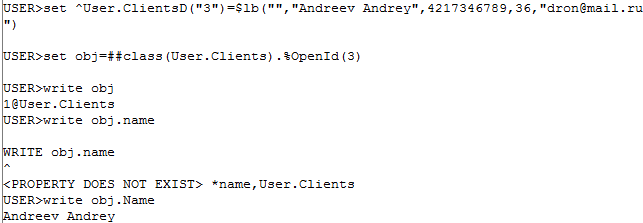 USER>set ^User.ClientsD("3")=$lb("","Andreev Andrey",4217346789,36,"dron@mail.ru
")
USER>set obj=##class(User.Clients).%OpenId(3)
USER>write obj
1@User.Clients
USER>write obj.name
WRITE obj.name
^
<PROPERTY DOES NOT EXIST> *name,User.Clients
USER>write obj.Name
Andreev Andrey